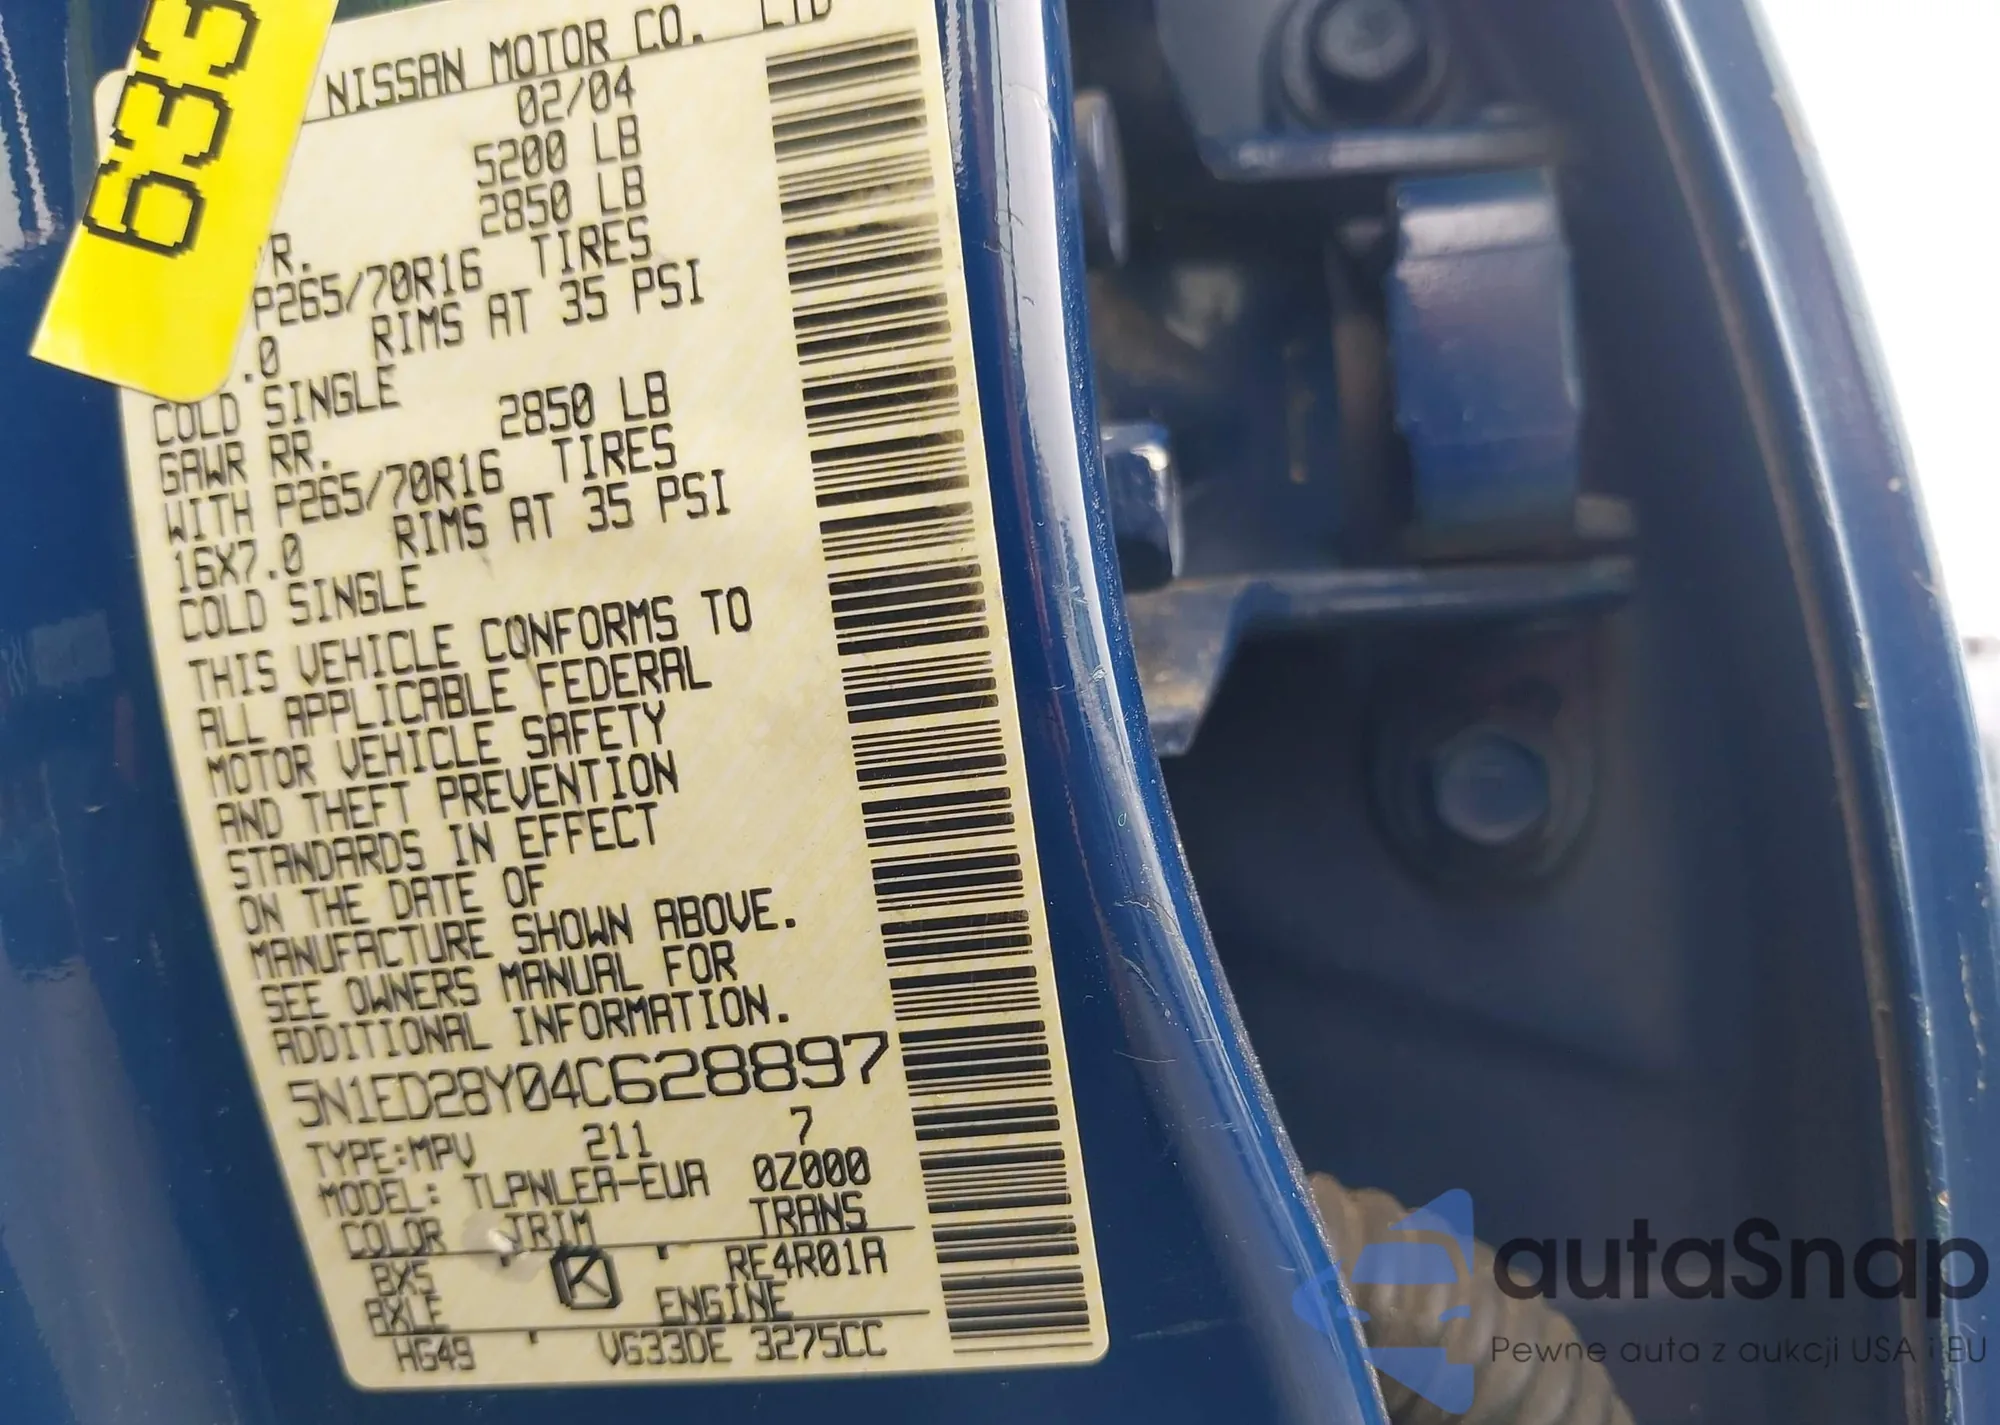 633
NISSAN MOTOR CO. LTD
02/04
5200 LB
2850 LB
P265/70R16 TIRES
.0 RIMS AT 35 PSI
COLD SINGLE
GAWR RR. 2850 LB
WITH P265/70R16 TIRES
16X7.0 RIMS AT 35 PSI
COLD SINGLE
THIS VEHICLE CONFORMS TO
ALL APPLICABLE FEDERAL
MOTOR VEHICLE SAFETY
AND THEFT PREVENTION
STANDARDS IN EFFECT
ON THE DATE OF
MANUFACTURE SHOWN ABOVE.
SEE OWNERS MANUAL FOR
ADDITIONAL INFORMATION.
5N1ED28Y04C628897
TYPE:MPV 211 7
MODEL: TLPNLEA-EUA 0Z000
COLOR TRIM TRANS
BX5 K RE4R01A
AXLE ENGINE
HG49 VG33DE 3275CC
autaSnap
Pewne auta z aukcji USA i EU